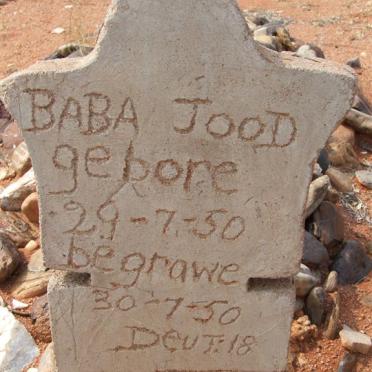 BABA JOOD
gebore
29-7-50
begrawe
30-7-50
DEUT.18